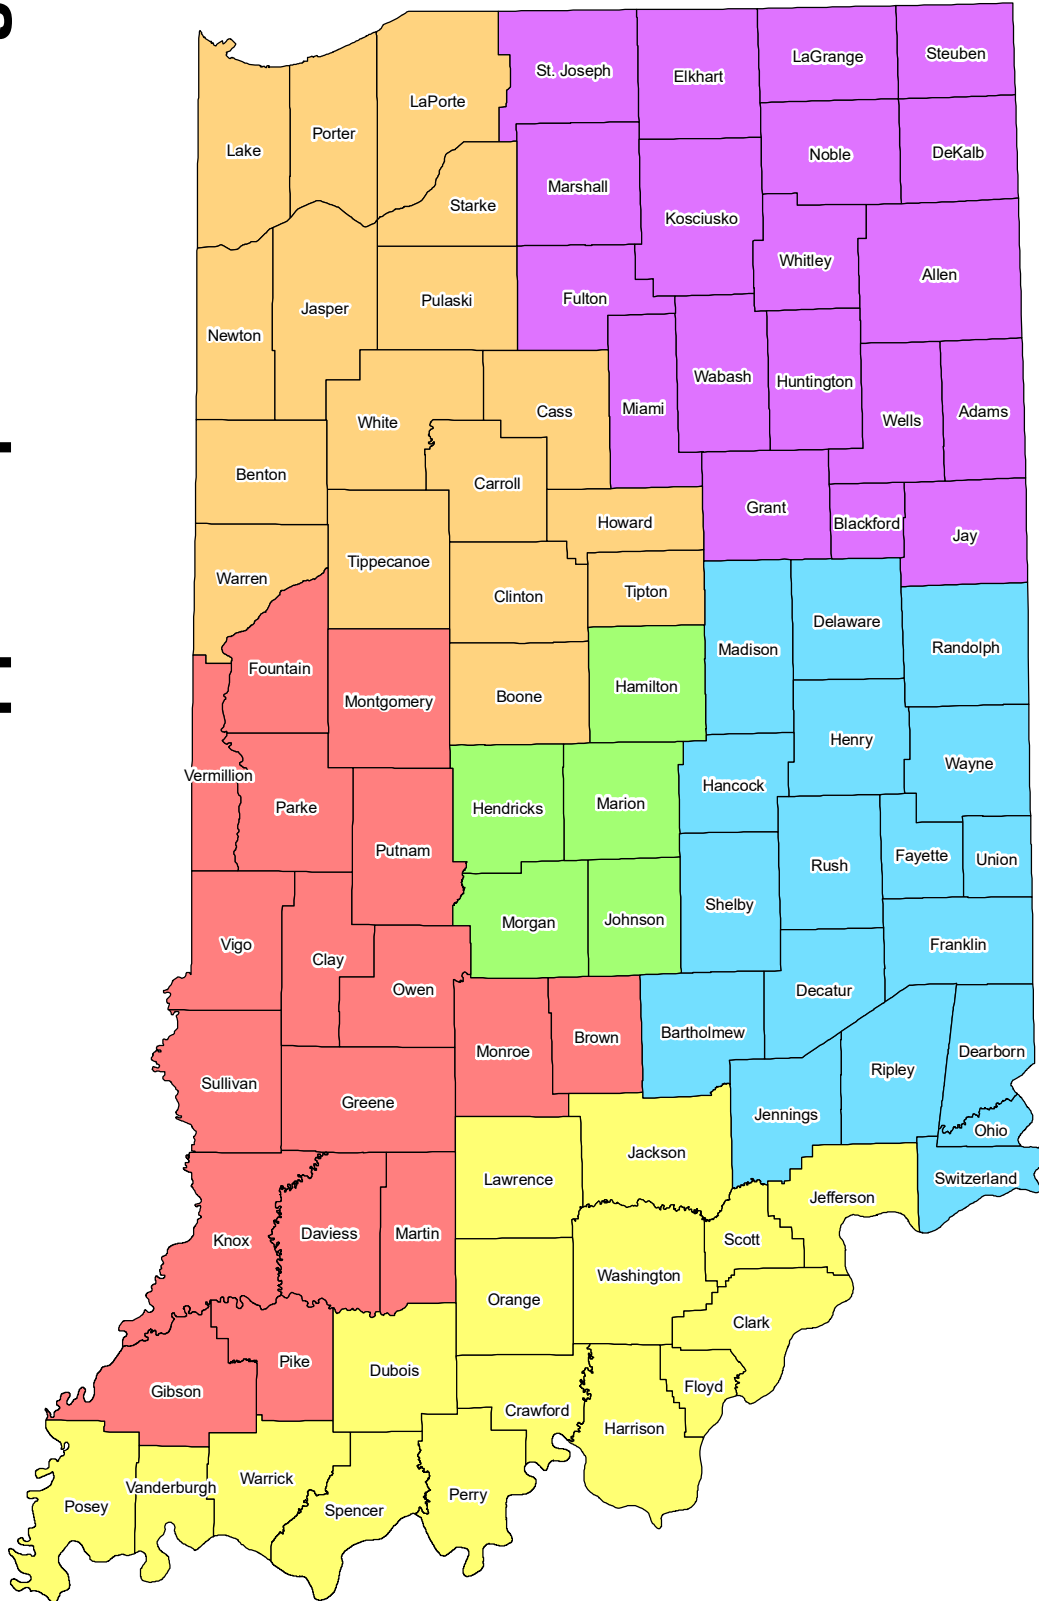 Steuben
LaGrange
St. Joseph
Elkhart
LaPorte
Porter
Lake
Noble
DeKalb
Marshall
Starke
Kosciusko
Whitley
Allen
Fulton
Pulaski
Jasper
Newton
Wabash
Huntington
Miami
Cass
Adams
Wells
White
Benton
Carroll
Grant
Howard
Blackford
Jay
Tippecanoe
Warren
Tipton
Clinton
Delaware
Randolph
Madison
Fountain
Hamilton
Boone
Montgomery
Henry
Wayne
Vermillion
Hancock
Marion
Hendricks
Parke
Putnam
Fayette
Union
Rush
Shelby
Johnson
Morgan
Vigo
Franklin
Clay
Owen
Decatur
Bartholmew
Brown
Monroe
Dearborn
Ripley
Sullivan
Greene
Jennings
Ohio
Jackson
Lawrence
Switzerland
Jefferson
Martin
Daviess
Knox
Scott
Washington
Orange
Clark
Pike
Dubois
Gibson
Floyd
Crawford
Harrison
Warrick
Vanderburgh
Perry
Posey
Spencer